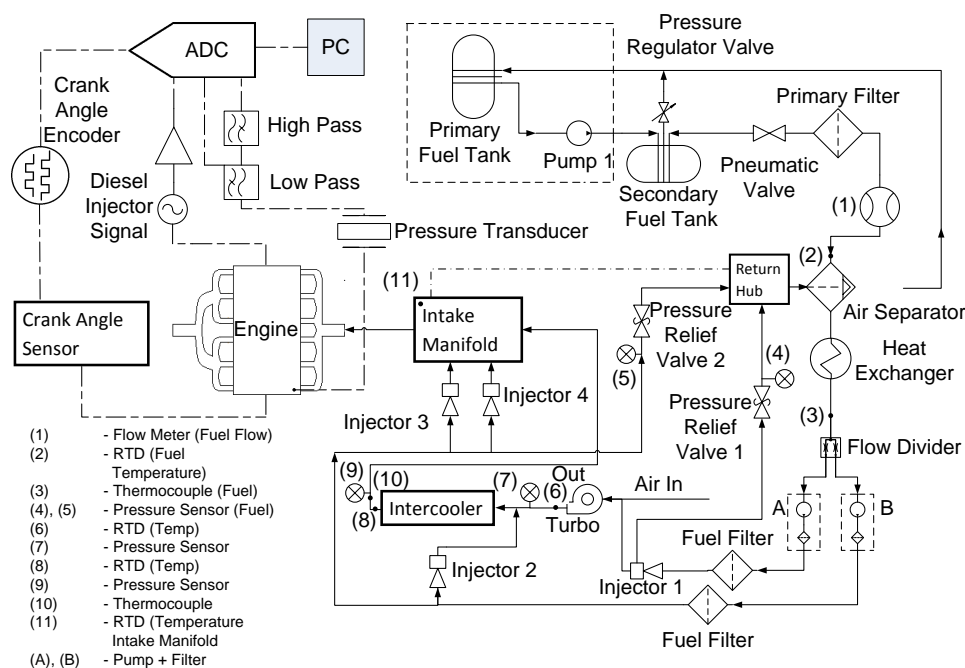 ADC
PC
Crank
Angle
Encoder
High Pass
Low Pass
Diesel
Injector
Signal
Pressure Transducer
Engine
Crank Angle
Sensor
Pressure
Regulator Valve
Primary
Fuel Tank
Pump 1
Secondary
Fuel Tank
Primary Filter
Pneumatic
Valve
(1)
(2)
Return
Hub
Air Separator
Heat
Exchanger
(3)
Flow Divider
A
B
(11)
Intake
Manifold
Pressure
Relief
Valve 2
(5)
(4)
Pressure
Relief
Valve 1
Injector 3
Injector 4
(9)
(10)
(8)
Intercooler
(7)
(6)
Out
Turbo
Air In
Injector 2
Injector 1
Fuel Filter
Fuel Filter
(1) - Flow Meter (Fuel Flow)
(2) - RTD (Fuel
Temperature)
(3) - Thermocouple (Fuel)
(4), (5) - Pressure Sensor (Fuel)
(6) - RTD (Temp)
(7) - Pressure Sensor
(8) - RTD (Temp)
(9) - Pressure Sensor
(10) - Thermocouple
(11) - RTD (Temperature
Intake Manifold
(A), (B) - Pump + Filter